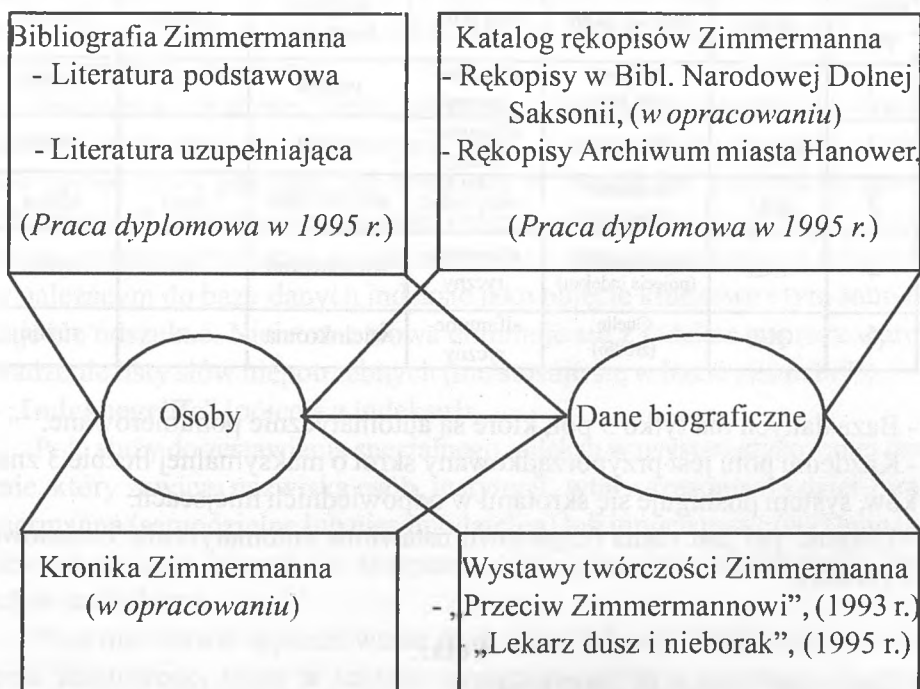 Bibliografia Zimmermanna
- Literatura podstawowa
- Literatura uzupełniająca
(Praca dyplomowa w 1995 r.)
Katalog rękopisów Zimmermanna
- Rękopisy w Bibl. Narodowej Dolnej
Saksonii, (w opracowaniu)
- Rękopisy Archiwum miasta Hanower,
(Praca dyplomowa w 1995 r.)
Osoby
Dane biograficzne
Kronika Zimmermanna
(w opracowaniu)
Wystawy twórczości Zimmermanna
- „Przeciw Zimmermannowi”, (1993 r.)
- „Lekarz dusz i nieborak”, (1995 r.)